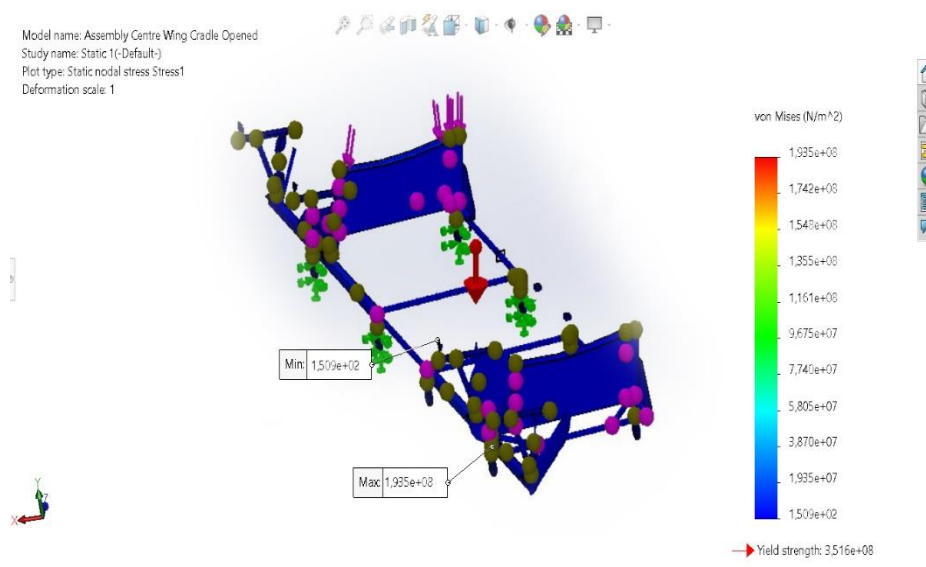 Model name: Assembly Centre Wing Cradle Opened
Study name: Static 1(-Default-)
Plot type: Static nodal stress Stress1
Deformation scale: 1
von Mises (N/m^2)
1,935e+08
1,742e+08
1,548e+08
1,355e+08
1,161e+08
9,675e+07
7,740e+07
5,805e+07
3,870e+07
1,935e+07
1,509e+02
Yield strength: 3,516e+08
Min: 1,509e+02
Max: 1,935e+08
Y
X
Z